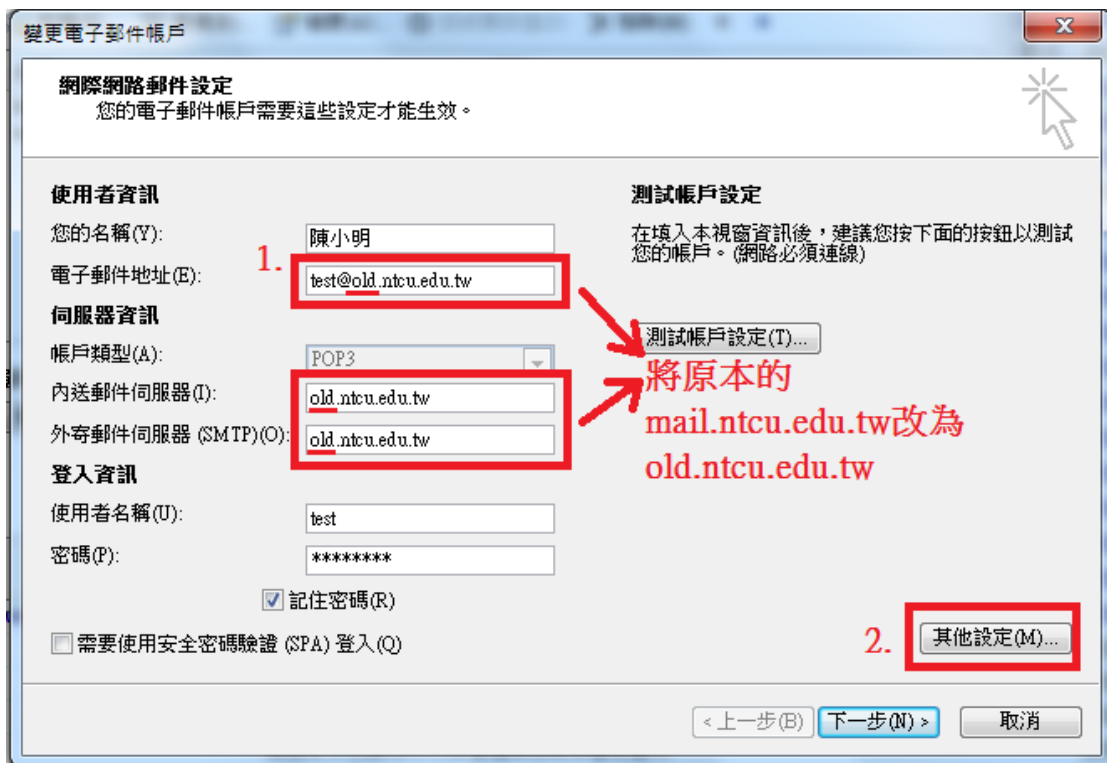 變更電子郵件帳戶
網際網路郵件設定
您的電子郵件帳戶需要這些設定才能生效。
使用者資訊
您的名稱(Y):
陳小明
1.
電子郵件地址(E):
test@old.ntcu.edu.tw
伺服器資訊
帳戶類型(A):
POP3
內送郵件伺服器(I):
old.ntcu.edu.tw
外寄郵件伺服器 (SMTP)(O):
old.ntcu.edu.tw
登入資訊
使用者名稱(U):
test
密碼(P):
********
記住密碼(R)
需要使用安全密碼驗證 (SPA) 登入(Q)
測試帳戶設定
在填入本視窗資訊後，建議您按下面的按鈕以測試
您的帳戶。(網路必須連線)
測試帳戶設定(T)...
將原本的
mail.ntcu.edu.tw改為
old.ntcu.edu.tw
2.
其他設定(M)...
< 上一步(B)
下一步(N) >
取消